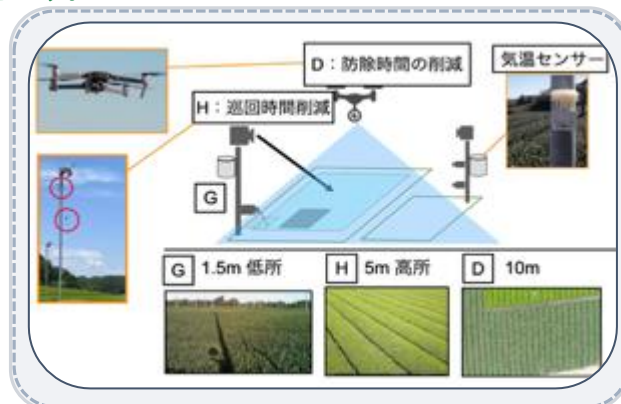 D：防除時間の削減
気温センサー
H：巡回時間削減
G
G 1.5m 低所
H 5m 高所
D 10m